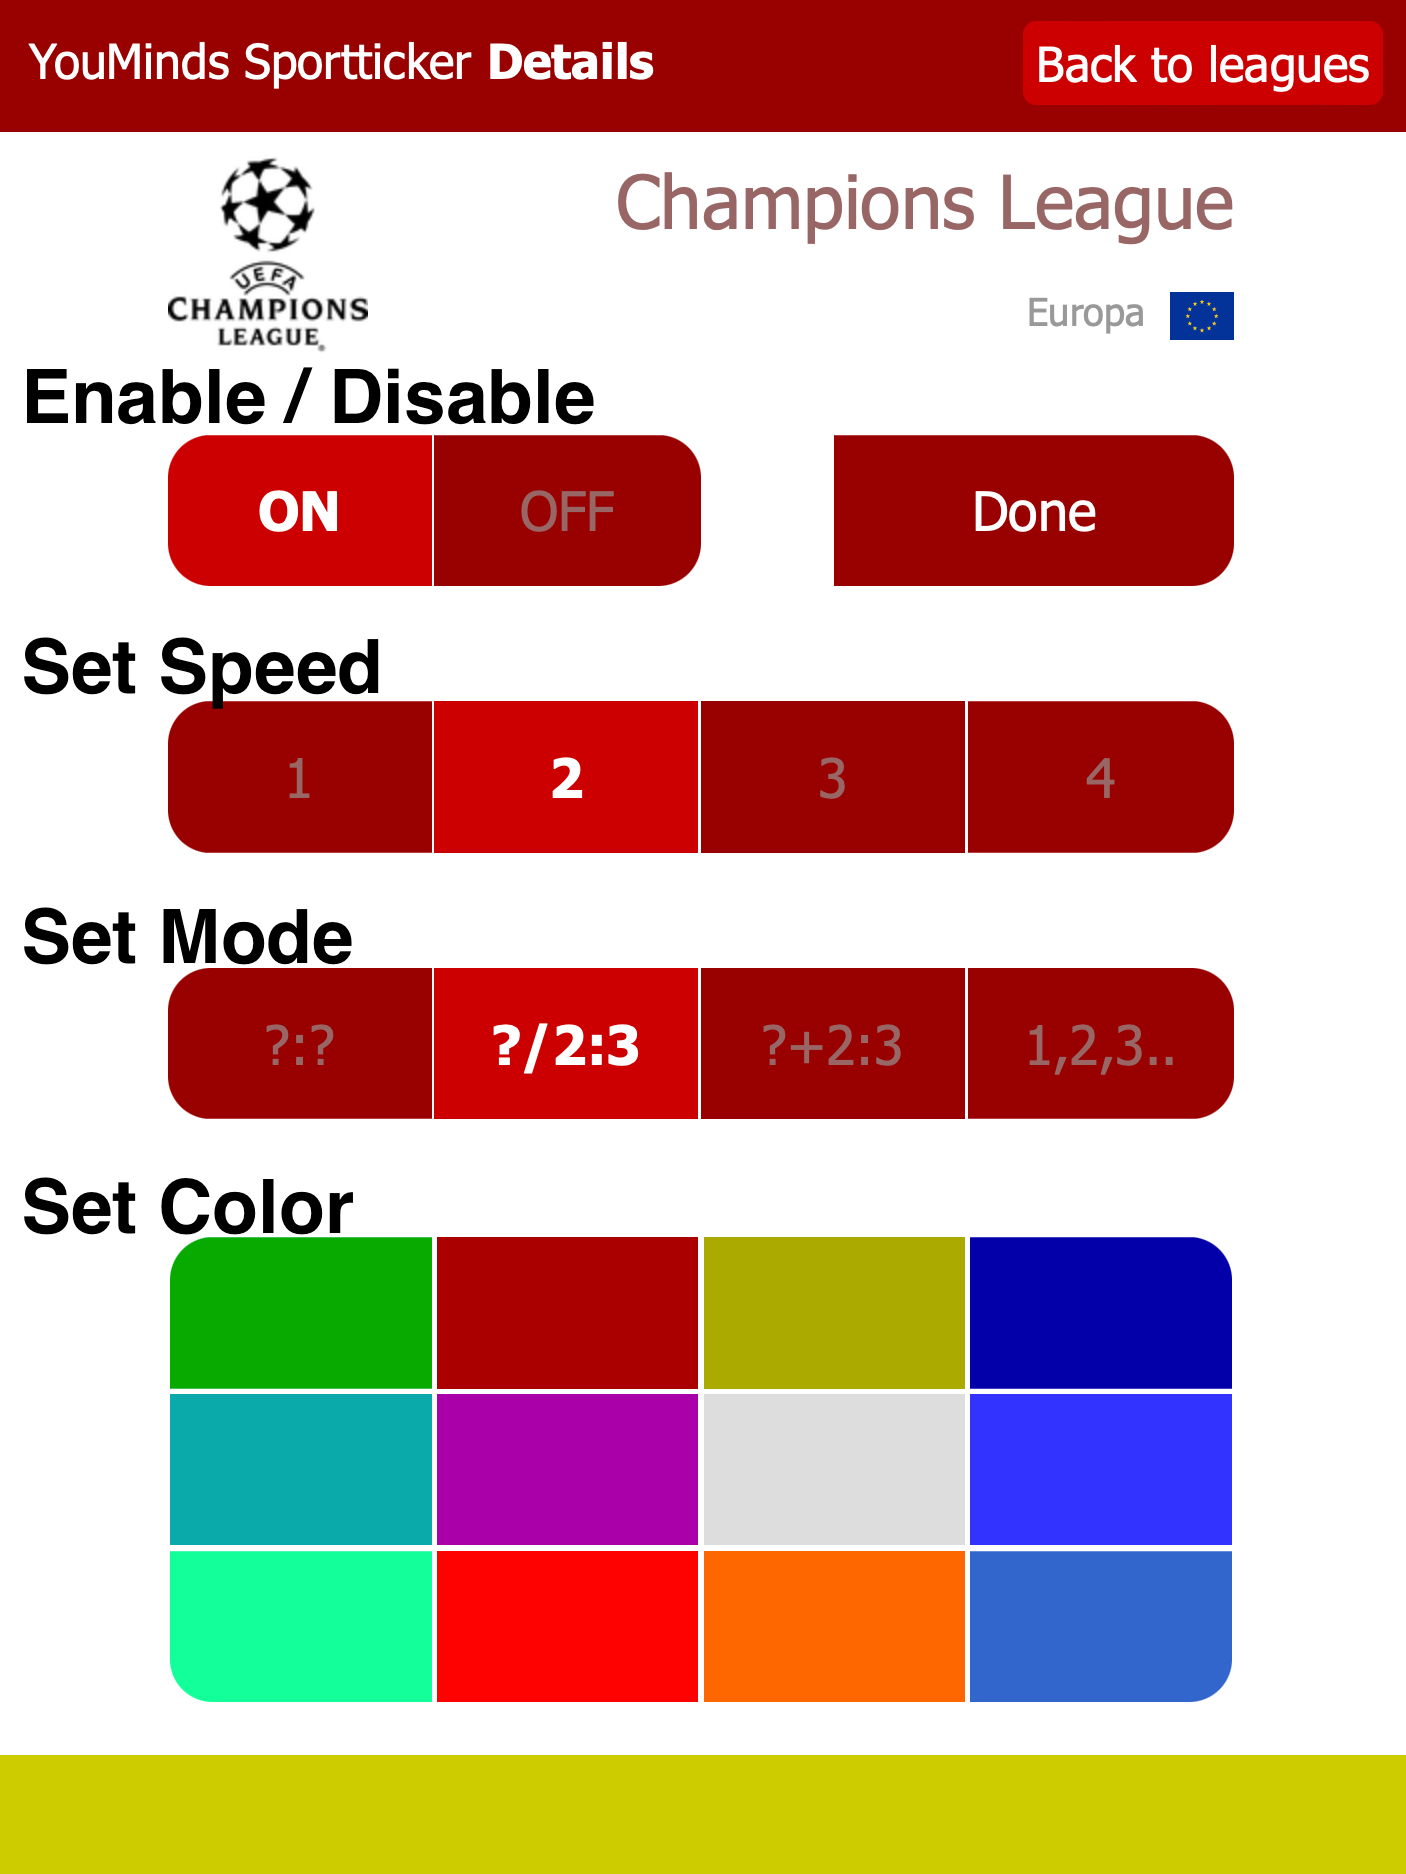 YouMinds Sportticker Details
Back to leagues
Champions League
UEFA
CHAMPIONS
LEAGUE®
Europa
Enable / Disable
ON OFF Done
Set Speed
1 2 3 4
Set Mode
?:? ?/2:3 ?+2:3 1,2,3..
Set Color